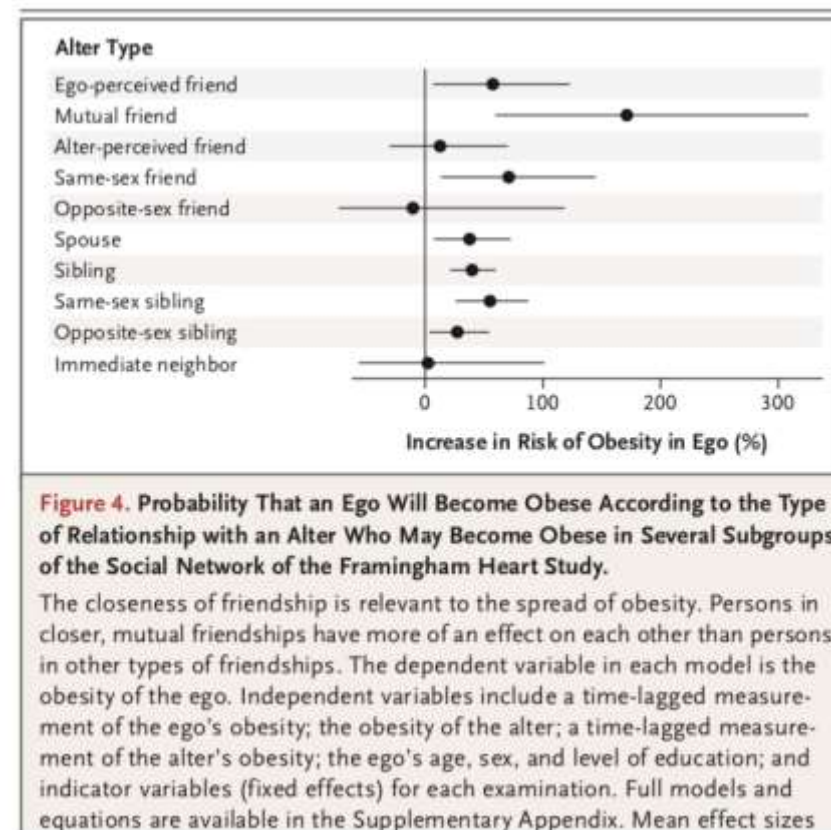 Alter Type
Ego-perceived friend
Mutual friend
Alter-perceived friend
Same-sex friend
Opposite-sex friend
Spouse
Sibling
Same-sex sibling
Opposite-sex sibling
Immediate neighbor
0 100 200 300
Increase in Risk of Obesity in Ego (%)
Figure 4. Probability That an Ego Will Become Obese According to the Type
of Relationship with an Alter Who May Become Obese in Several Subgroups
of the Social Network of the Framingham Heart Study.
The closeness of friendship is relevant to the spread of obesity. Persons in
closer, mutual friendships have more of an effect on each other than persons
in other types of friendships. The dependent variable in each model is the
obesity of the ego. Independent variables include a time-lagged measure-
ment of the ego's obesity; the obesity of the alter; a time-lagged measure-
ment of the alter's obesity; the ego's age, sex, and level of education; and
indicator variables (fixed effects) for each examination. Full models and
equations are available in the Supplementary Appendix. Mean effect sizes